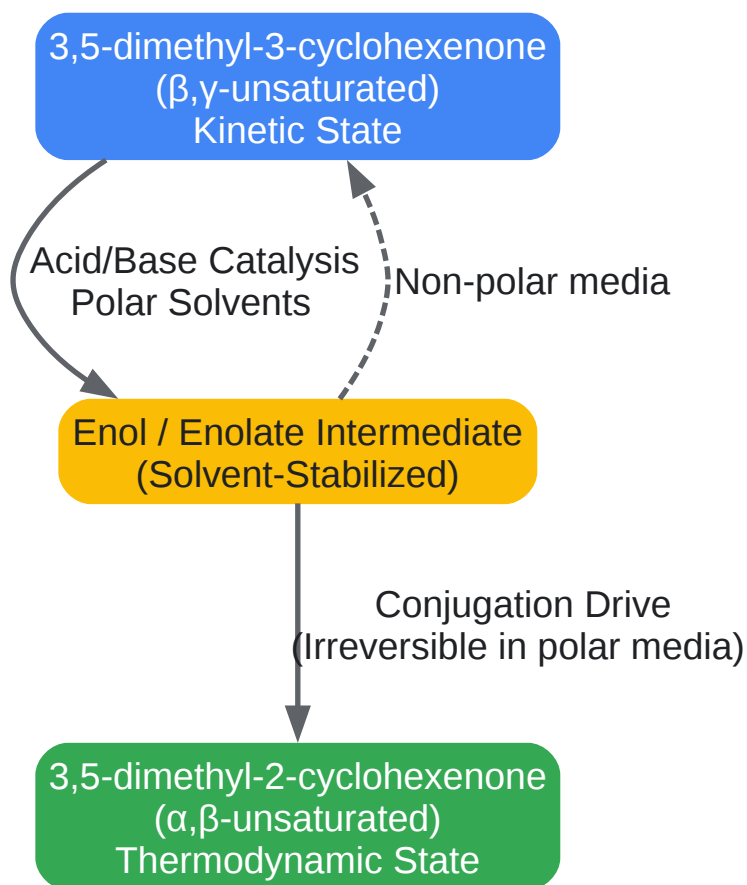 3,5-dimethyl-3-cyclohexenone
(β,γ-unsaturated)
Kinetic State
Acid/Base Catalysis
Polar Solvents
Non-polar media
Enol / Enolate Intermediate
(Solvent-Stabilized)
Conjugation Drive
(Irreversible in polar media)
3,5-dimethyl-2-cyclohexenone
(α,β-unsaturated)
Thermodynamic State